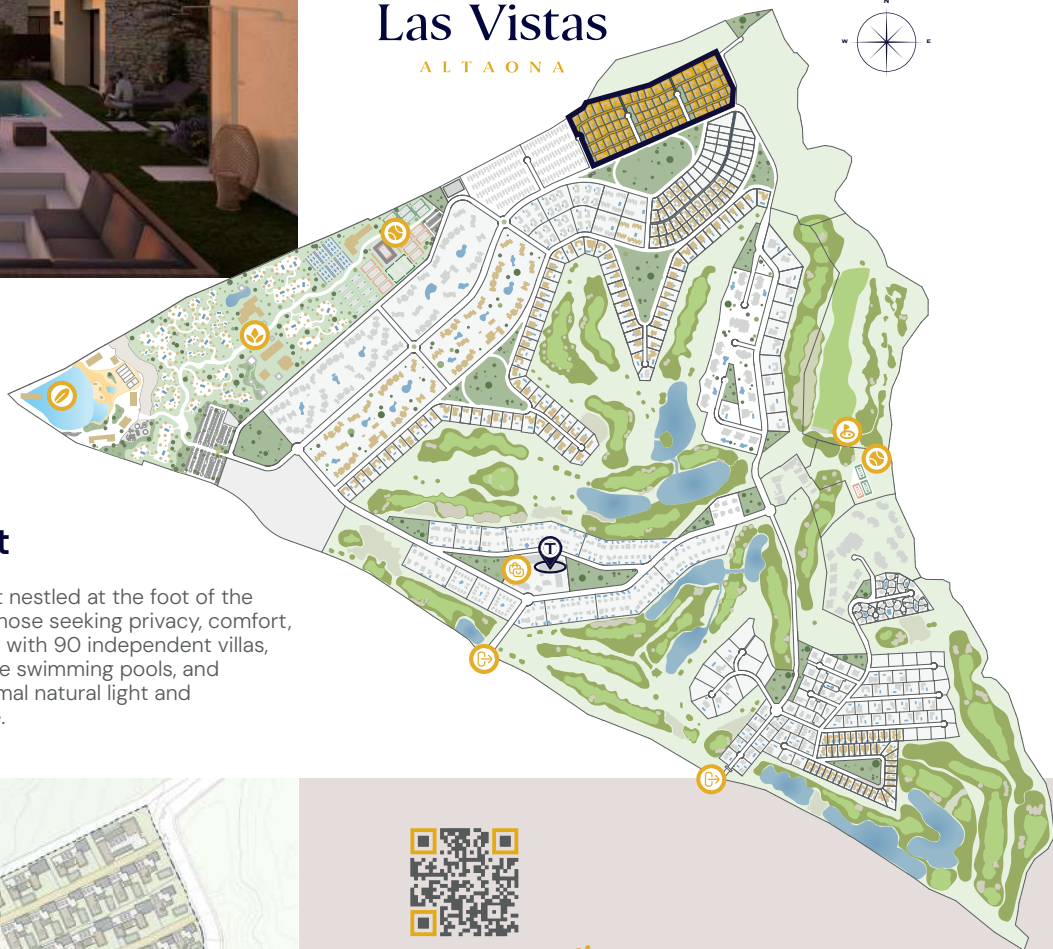 Las Vistas
ALTAONA
N
W
E
T
t
t nestled at the foot of the
hose seeking privacy, comfort,
with 90 independent villas,
e swimming pools, and
mal natural light and